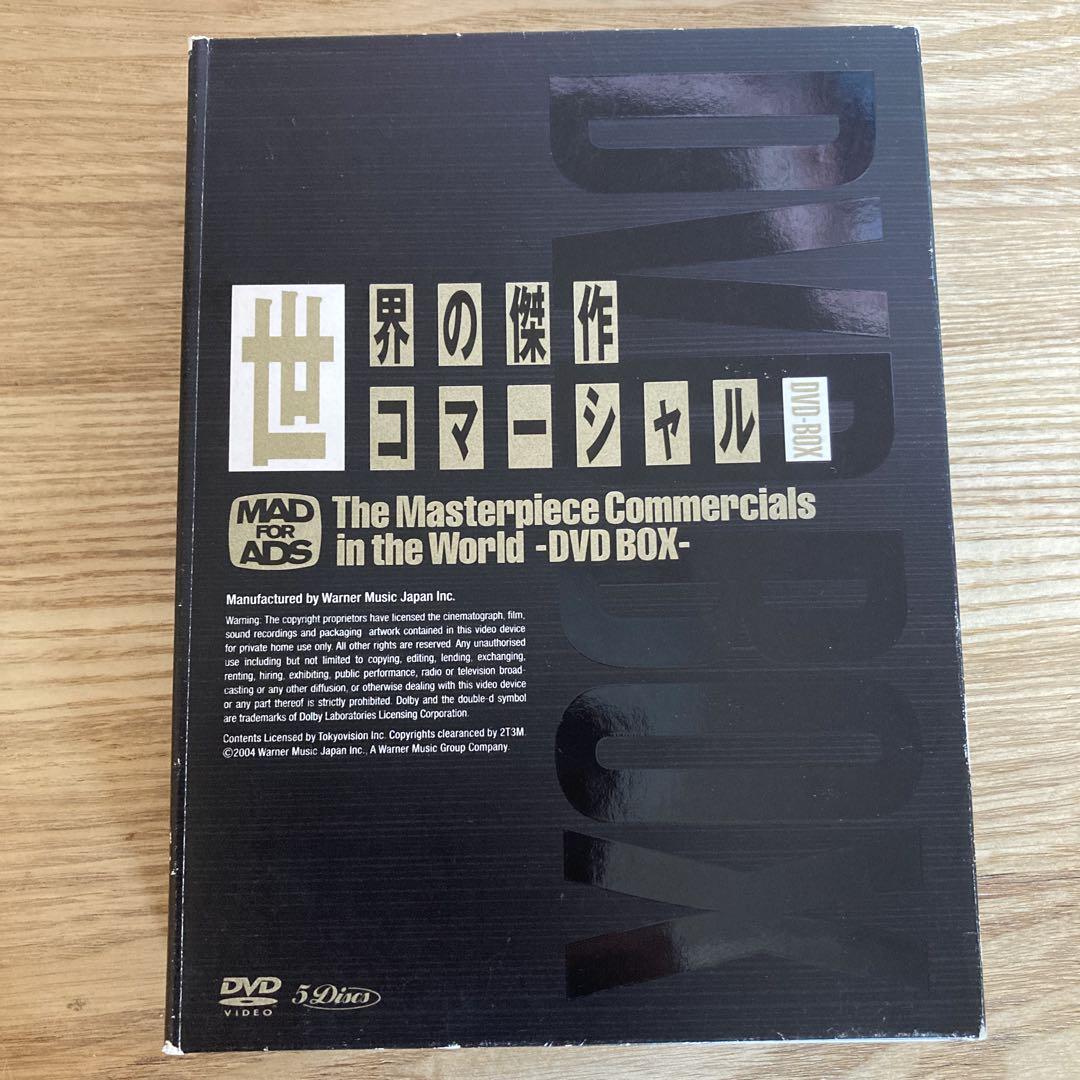 世界の傑作
コマーシャル DVD-BOX
MAD
FOR
ADS
The Masterpiece Commercials
in the World -DVD BOX-
Manufactured by Warner Music Japan Inc.
Warning: The copyright proprietors have licensed the cinematograph, film,
sound recordings and packaging artwork contained in this video device
for private home use only. All other rights are reserved. Any unauthorised
use including but not limited to copying, editing, lending, exchanging,
renting, hiring, exhibiting, public performance, radio or television broad-
casting or any other diffusion, or otherwise dealing with this video device
or any part thereof is strictly prohibited. Dolby and the double-d symbol
are trademarks of Dolby Laboratories Licensing Corporation.
Contents Licensed by Tokyovision Inc. Copyrights clearanced by 2T3M.
©2004 Warner Music Japan Inc., A Warner Music Group Company.
DVD
VIDEO
5 Discs
DVD BOX